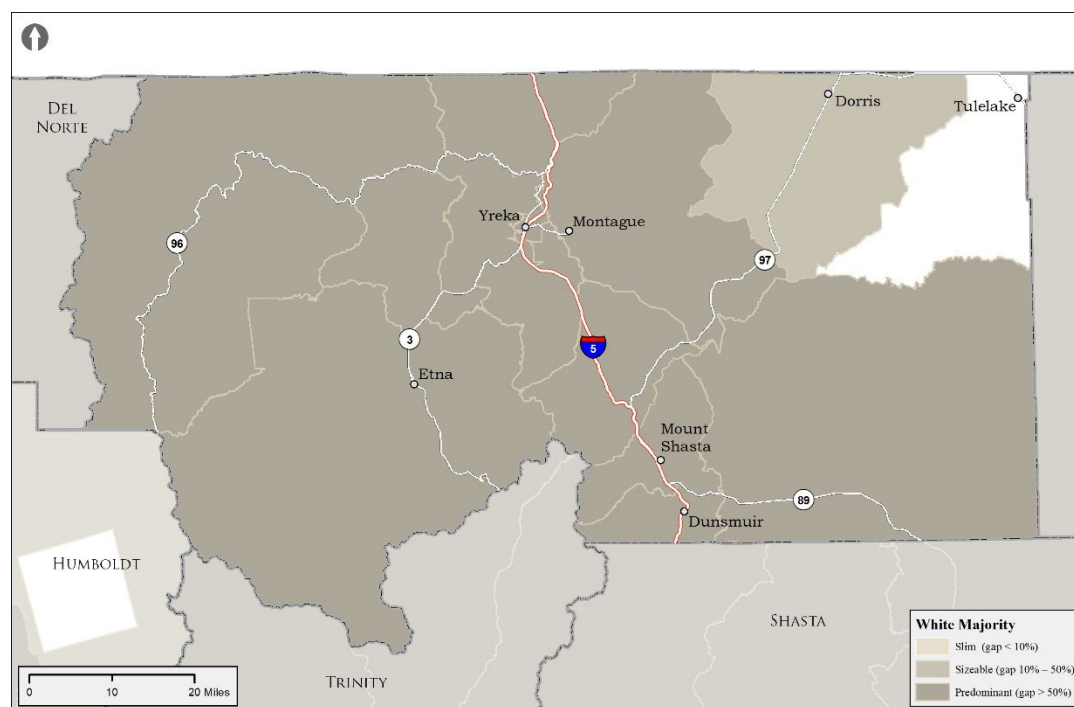 DEL
NORTE
Dorris
Tulelake
Yreka
Montague
96
97
3
5
Etna
Mount
Shasta
89
Dunsmuir
HUMBOLDT
SHASTA
TRINITY
White Majority
Slim (gap < 10%)
Sizeable (gap 10% – 50%)
Predominant (gap > 50%)
0 10 20 Miles